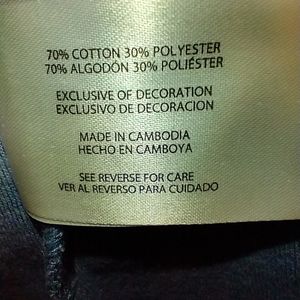 70% COTTON 30% POLYESTER
70% ALGODÓN 30% POLIÉSTER
EXCLUSIVE OF DECORATION
EXCLUSIVO DE DECORACION
MADE IN CAMBODIA
HECHO EN CAMBOYA
SEE REVERSE FOR CARE
VER AL REVERSO PARA CUIDADO